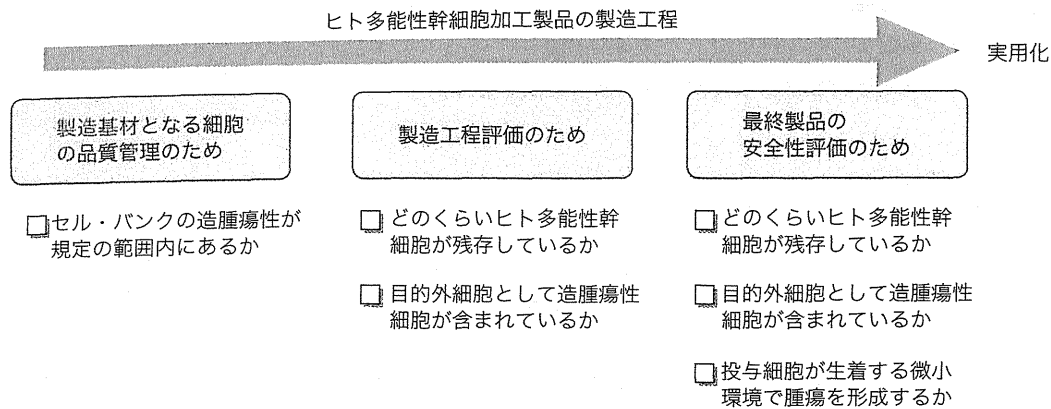 ヒト多能性幹細胞加工製品の製造工程
実用化
製造基材となる細胞
の品質管理のため
セル・バンクの造腫瘍性が
規定の範囲内にあるか
製造工程評価のため
どのくらいヒト多能性幹
細胞が残存しているか
目的外細胞として造腫瘍性
細胞が含まれているか
最終製品の
安全性評価のため
どのくらいヒト多能性幹
細胞が残存しているか
目的外細胞として造腫瘍性
細胞が含まれているか
投与細胞が生着する微小
環境で腫瘍を形成するか